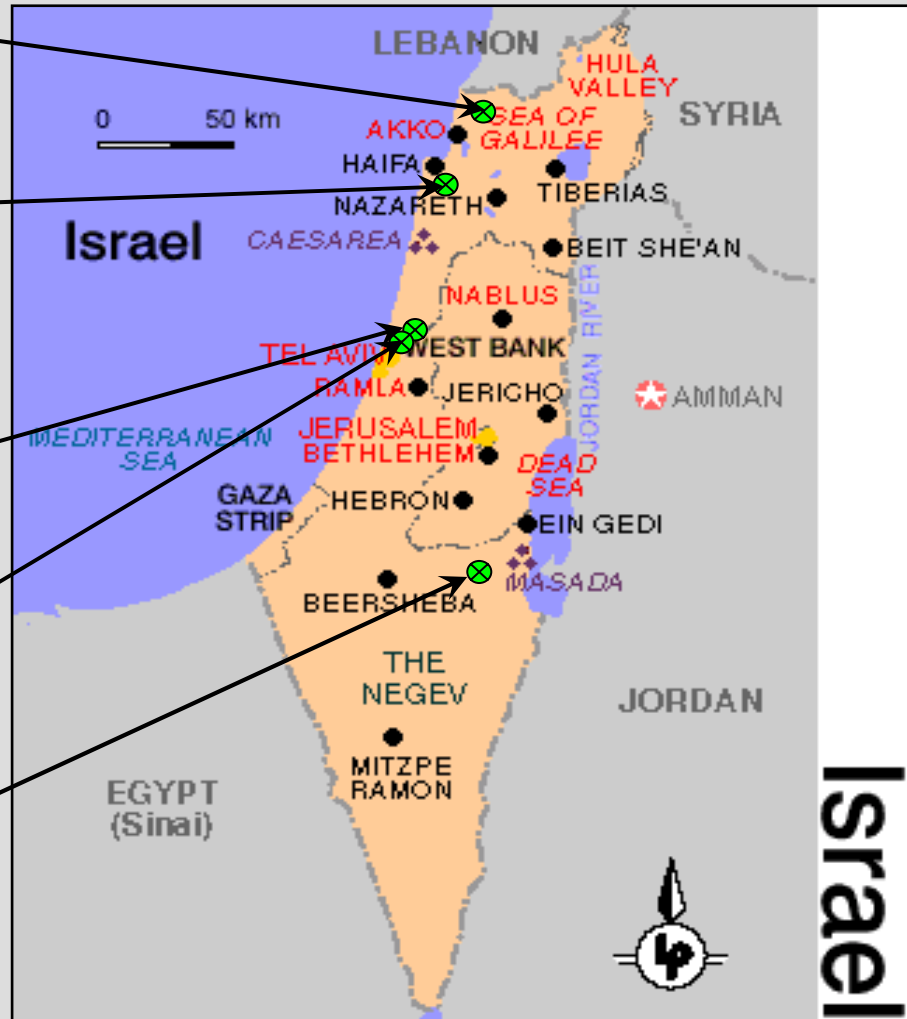 LEBANON
HULA
VALLEY
SYRIA
0 50 km
SEA OF
GALILEE
AKKO
HAIFA
TIBERIAS
NAZARETH
Israel
CAESAREA
BEIT SHE'AN
NABLUS
JORDAN RIVER
WEST BANK
TEL AVIV
RAMLA
JERICHO
AMMAN
MEDITERRANEAN
SEA
JERUSALEM
BETHLEHEM
DEAD
SEA
GAZA
STRIP
HEBRON
EIN GEDI
MASADA
BEERSHEBA
THE
NEGEV
JORDAN
MITZPE
RAMON
EGYPT
(Sinai)
Israel
LP